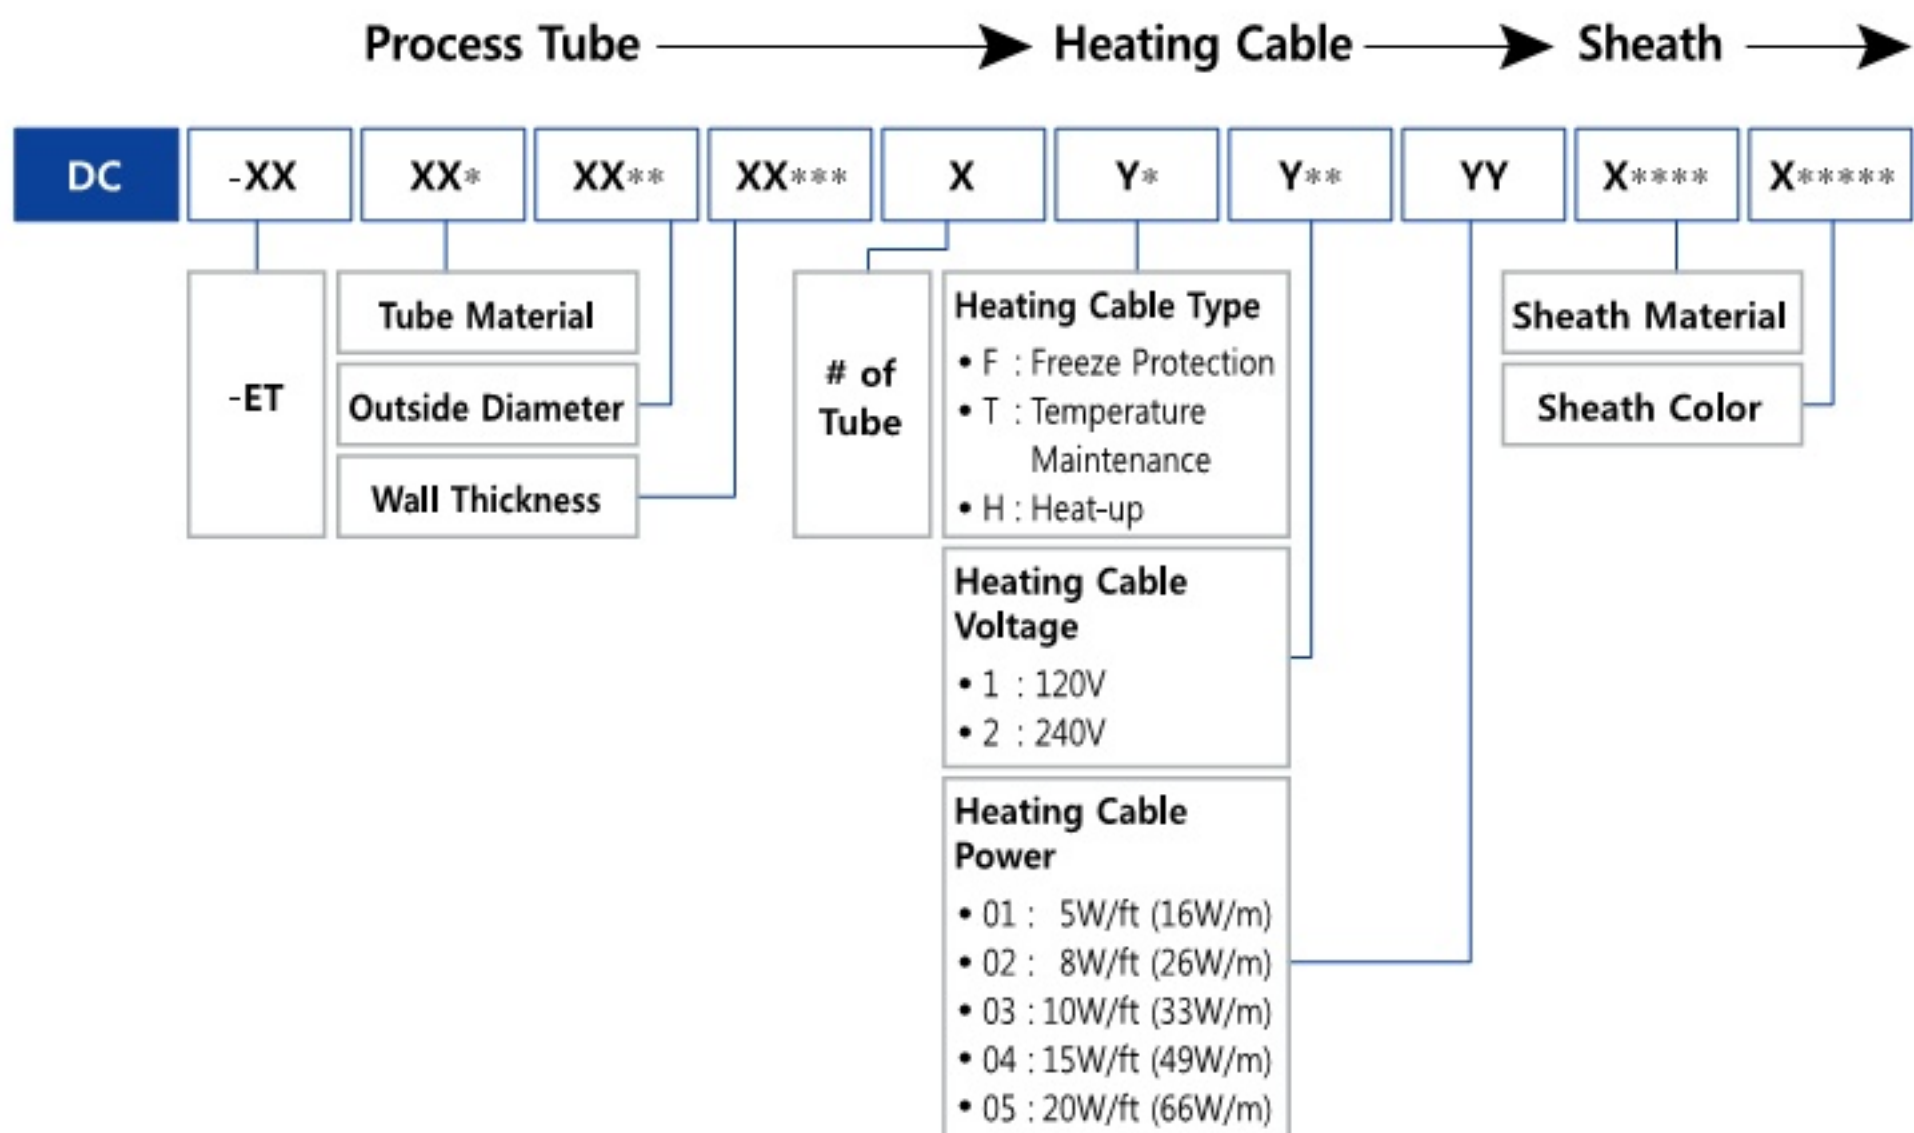 Process Tube Heating Cable Sheath
DC -XX XX* XX** XX*** X Y* Y** YY X**** X*****
-ET
Tube Material
Outside Diameter
Wall Thickness
# of
Tube
Heating Cable Type
• F : Freeze Protection
• T : Temperature
Maintenance
• H : Heat-up
Heating Cable
Voltage
• 1 : 120V
• 2 : 240V
Heating Cable
Power
• 01 : 5W/ft (16W/m)
• 02 : 8W/ft (26W/m)
• 03 : 10W/ft (33W/m)
• 04 : 15W/ft (49W/m)
• 05 : 20W/ft (66W/m)
Sheath Material
Sheath Color